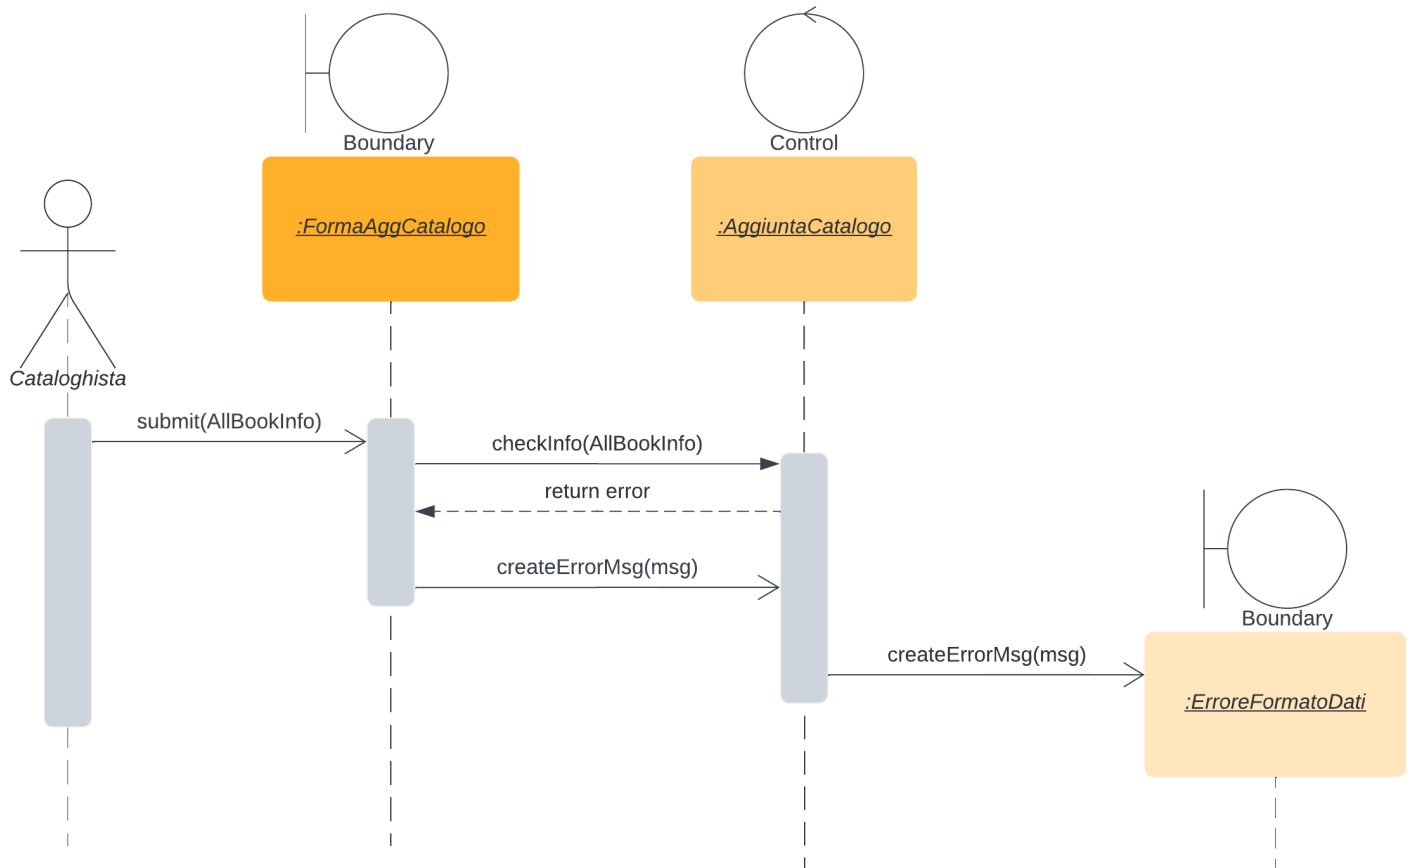 Boundary
Control
:FormaAggCatalogo
:AggiuntaCatalogo
Cataloghista
submit(AllBookInfo)
checkInfo(AllBookInfo)
return error
createErrorMsg(msg)
Boundary
createErrorMsg(msg)
:ErroreFormatoDati